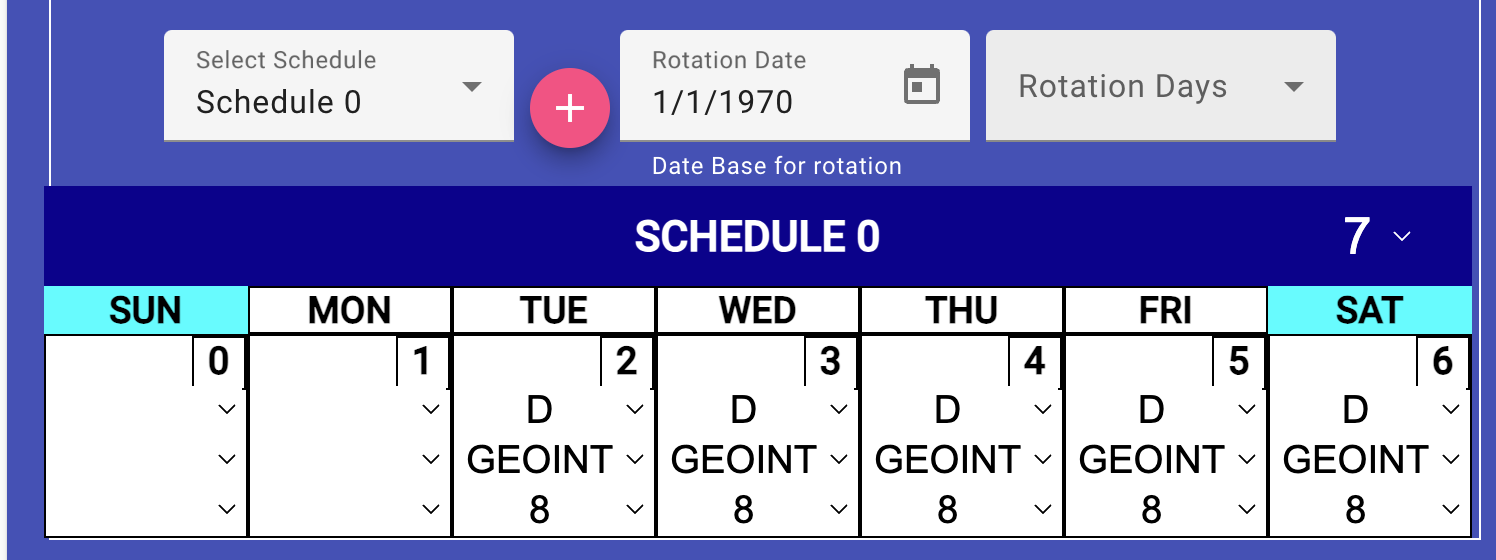 Select Schedule
Schedule 0
+
Rotation Date
1/1/1970
Rotation Days
Date Base for rotation
SCHEDULE 0 7
SUN MON TUE WED THU FRI SAT
0 1 2 3 4 5 6
D D D D D
GEOINT GEOINT GEOINT GEOINT GEOINT
8 8 8 8 8